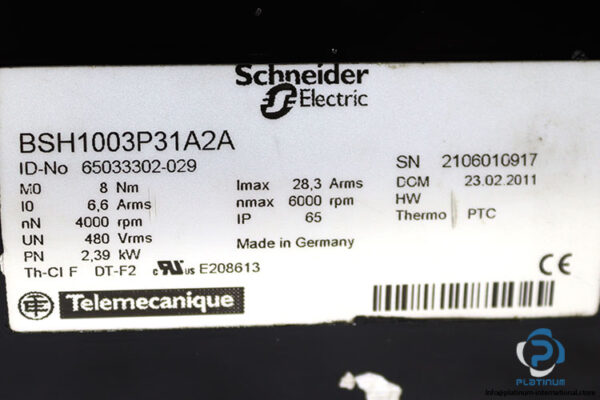 Schneider
Electric
BSH1003P31A2A
ID-No 65033302-029
M0 8 Nm
I0 6,6 Arms
nN 4000 rpm
UN 480 Vrms
PN 2,39 kW
Th-Cl F DT-F2 c RU us E208613
Imax 28,3 Arms
nmax 6000 rpm
IP 65
Made in Germany
SN 2106010917
DOM 23.02.2011
HW
Thermo PTC
CE
TE Telemecanique
PLATINUM
info@platinum-international.com